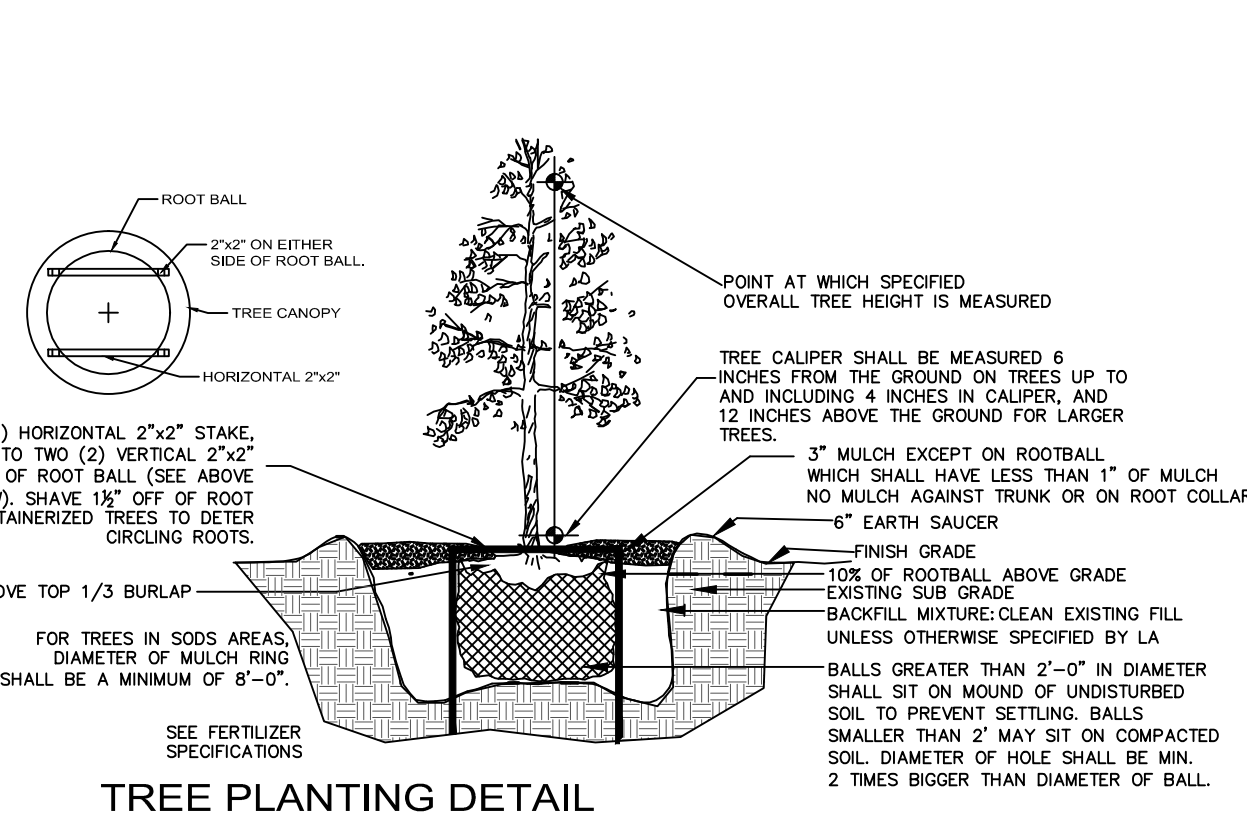 ROOT BALL
2"x2" ON EITHER
SIDE OF ROOT BALL.
TREE CANOPY
HORIZONTAL 2"x2"
) HORIZONTAL 2"x2" STAKE,
TO TWO (2) VERTICAL 2"x2"
OF ROOT BALL (SEE ABOVE
). SHAVE 1½" OFF OF ROOT
TAINERIZED TREES TO DETER
CIRCLING ROOTS.
OVE TOP 1/3 BURLAP
FOR TREES IN SODS AREAS,
DIAMETER OF MULCH RING
SHALL BE A MINIMUM OF 8'-0".
SEE FERTILIZER
SPECIFICATIONS
POINT AT WHICH SPECIFIED
OVERALL TREE HEIGHT IS MEASURED
TREE CALIPER SHALL BE MEASURED 6
INCHES FROM THE GROUND ON TREES UP TO
AND INCLUDING 4 INCHES IN CALIPER, AND
12 INCHES ABOVE THE GROUND FOR LARGER
TREES.
3" MULCH EXCEPT ON ROOTBALL
WHICH SHALL HAVE LESS THAN 1" OF MULCH
NO MULCH AGAINST TRUNK OR ON ROOT COLLAR
6" EARTH SAUCER
FINISH GRADE
10% OF ROOTBALL ABOVE GRADE
EXISTING SUB GRADE
BACKFILL MIXTURE: CLEAN EXISTING FILL
UNLESS OTHERWISE SPECIFIED BY LA
BALLS GREATER THAN 2'-0" IN DIAMETER
SHALL SIT ON MOUND OF UNDISTURBED
SOIL TO PREVENT SETTLING. BALLS
SMALLER THAN 2' MAY SIT ON COMPACTED
SOIL. DIAMETER OF HOLE SHALL BE MIN.
2 TIMES BIGGER THAN DIAMETER OF BALL.
TREE PLANTING DETAIL